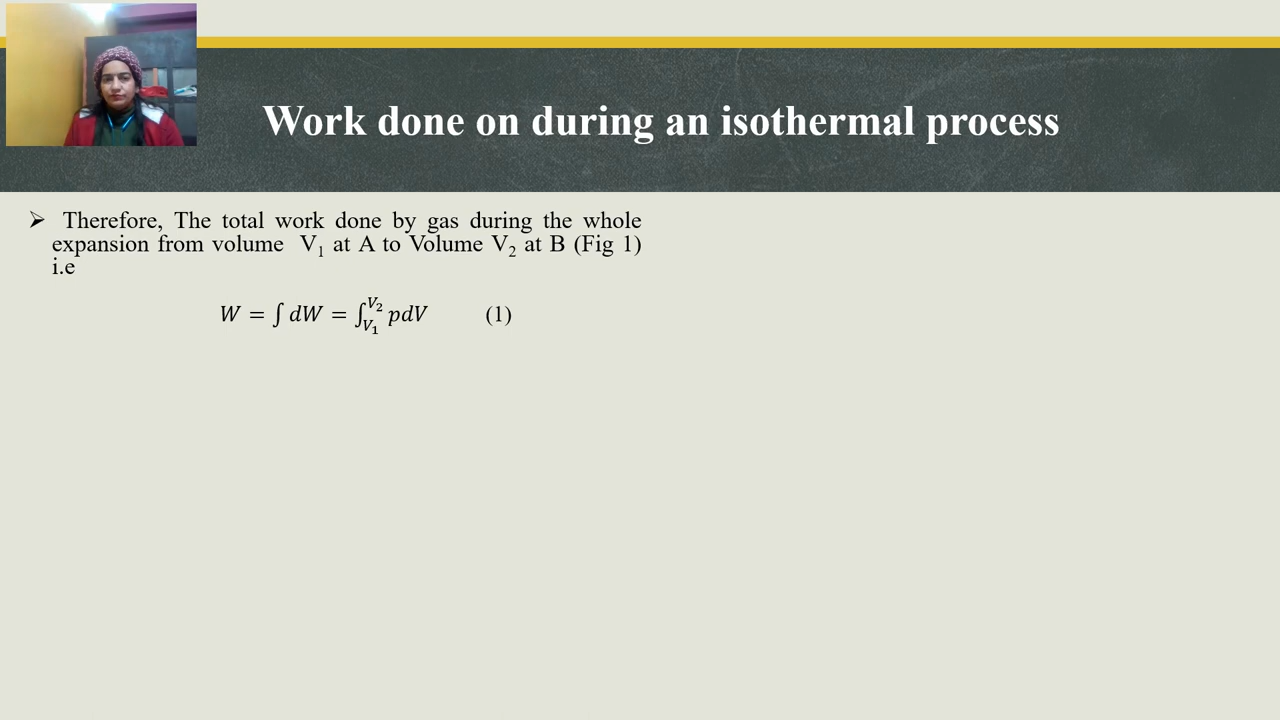 Work done on during an isothermal process
➢ Therefore, The total work done by gas during the whole
expansion from volume V₁ at A to Volume V₂ at B (Fig 1)
i.e
𝑊 = ∫ 𝑑𝑊 = ∫_{𝑉₁}^{𝑉₂} 𝑝𝑑𝑉 (1)